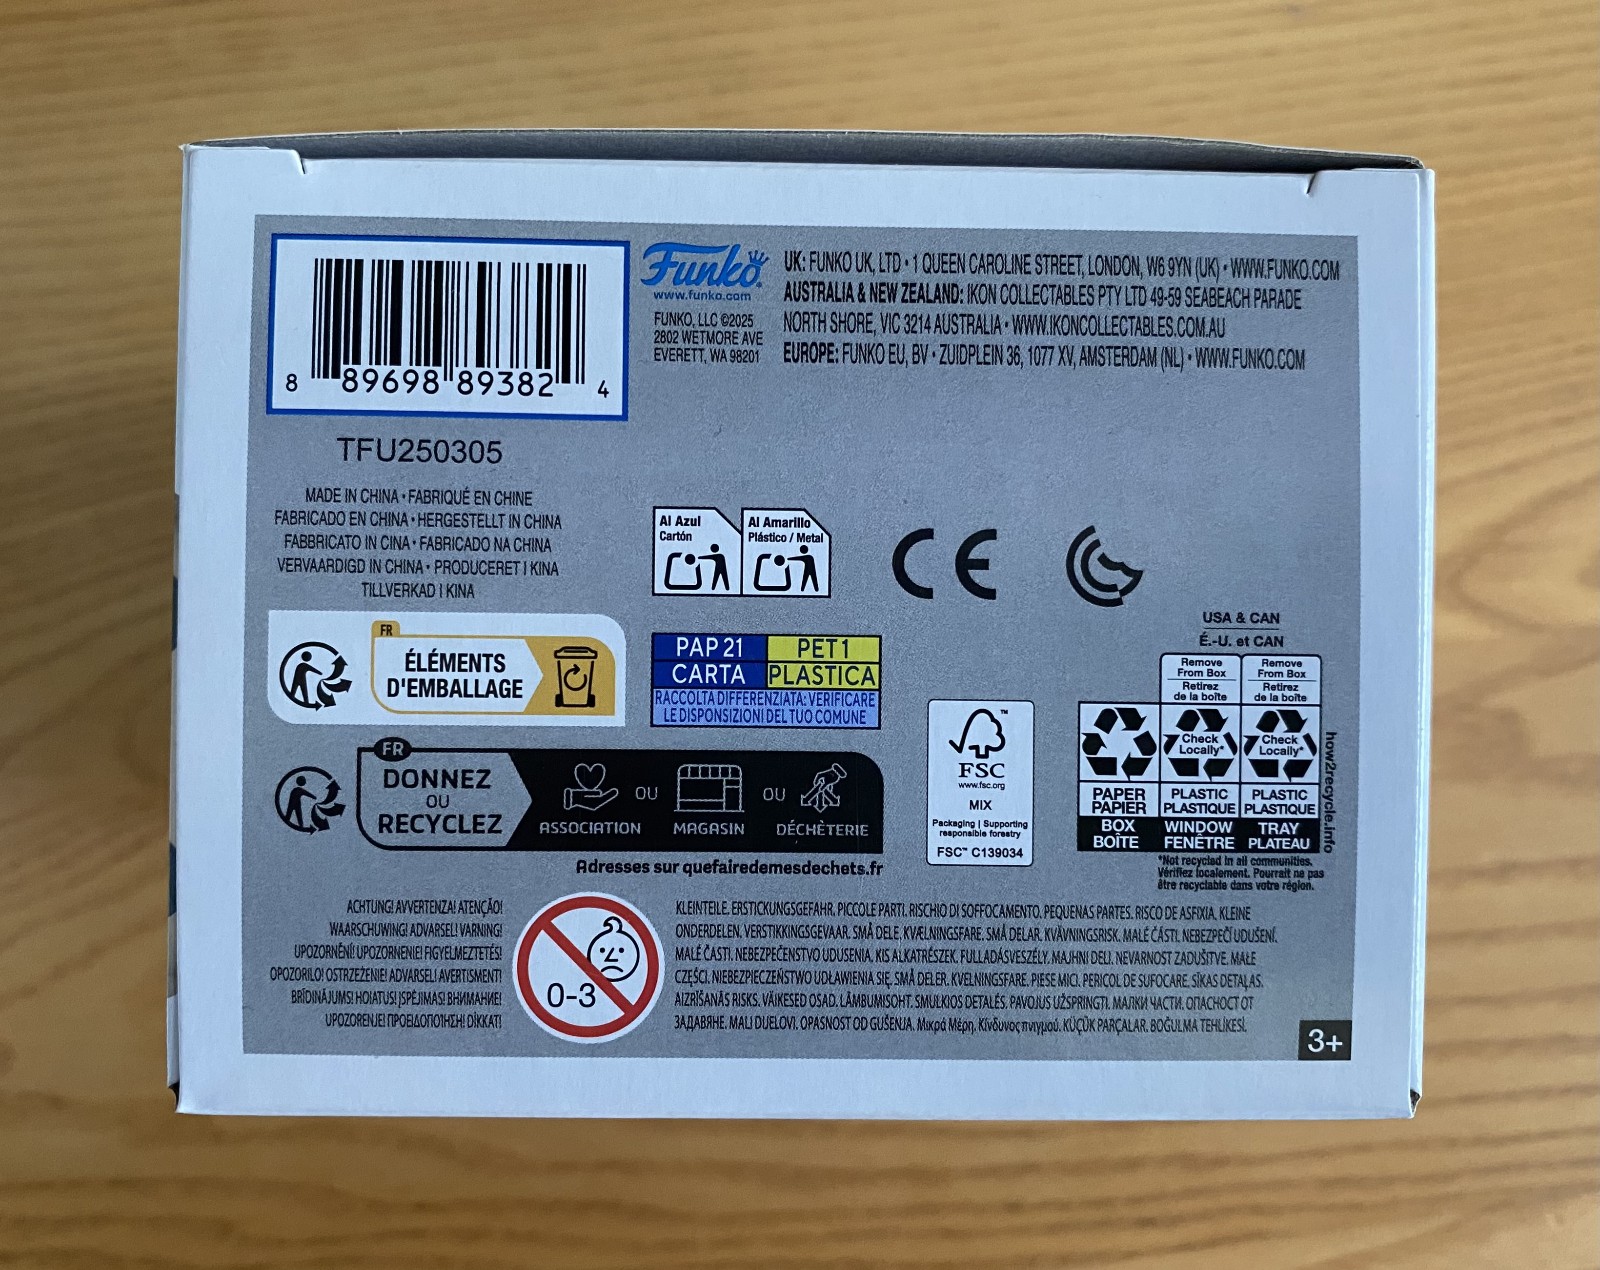 8 89698 89382 4
TFU250305
MADE IN CHINA • FABRIQUÉ EN CHINE
FABRICADO EN CHINA • HERGESTELLT IN CHINA
FABBRICATO IN CINA • FABRICADO NA CHINA
VERVAARDIGD IN CHINA • PRODUCERET I KINA
TILLVERKAD I KINA
Funko
www.funko.com
FUNKO, LLC ©2025
2802 WETMORE AVE
EVERETT, WA 98201
UK: FUNKO UK, LTD • 1 QUEEN CAROLINE STREET, LONDON, W6 9YN (UK) • WWW.FUNKO.COM
AUSTRALIA & NEW ZEALAND: IKON COLLECTABLES PTY LTD 49-59 SEABEACH PARADE
NORTH SHORE, VIC 3214 AUSTRALIA • WWW.IKONCOLLECTABLES.COM.AU
EUROPE: FUNKO EU, BV • ZUIDPLEIN 36, 1077 XV, AMSTERDAM (NL) • WWW.FUNKO.COM
Al Azul
Cartón
Al Amarillo
Plástico / Metal
CE
FR
ÉLÉMENTS
D'EMBALLAGE
PAP 21
CARTA
PET 1
PLASTICA
RACCOLTA DIFFERENZIATA: VERIFICARE
LE DISPONSIZIONI DEL TUO COMUNE
FR
DONNEZ
OU
RECYCLEZ
ASSOCIATION
OU
MAGASIN
OU
DÉCHÈTERIE
Adresses sur quefairedemesdechets.fr
FSC
www.fsc.org
MIX
Packaging | Supporting
responsible forestry
FSC™ C139034
USA & CAN
É.-U. et CAN
Remove
From Box
Retirez
de la boîte
Remove
From Box
Retirez
de la boîte
Check
Locally*
Check
Locally*
PAPER
PAPIER
PLASTIC
PLASTIQUE
PLASTIC
PLASTIQUE
BOX
BOÎTE
WINDOW
FENÊTRE
TRAY
PLATEAU
how2recycle.info
*Not recycled in all communities.
Vérifiez localement. Pourrait ne pas
être recyclable dans votre région.
ACHTUNG! AVVERTENZA! ATENÇÃO!
WAARSCHUWING! ADVARSEL! VARNING!
UPOZORNĚNÍ! UPOZORNENIE! FIGYELMEZTETÉS!
OPOZORILO! OSTRZEŻENIE! ADVARSEL! AVERTISMENT!
BRĪDINĀJUMS! HOIATUS! ĮSPĖJIMAS! ВНИМАНИЕ!
UPOZORENJE! ΠΡΟΕΙΔΟΠΟΙΗΣΗ! DİKKAT!
0-3
KLEINTEILE. ERSTICKUNGSGEFAHR. PICCOLE PARTI. RISCHIO DI SOFFOCAMENTO. PEQUENAS PARTES. RISCO DE ASFIXIA. KLEINE
ONDERDELEN. VERSTIKKINGSGEVAAR. SMÅ DELE. KVÆLNINGSFARE. SMÅ DELAR. KVÄVNINGSRISK. MALÉ ČÁSTI. NEBEZPEČÍ UDUŠENÍ.
MALÉ ČASTI. NEBEZPEČENSTVO UDUSENIA. KIS ALKATRÉSZEK. FULLADÁSVESZÉLY. MAJHNI DELI. NEVARNOST ZADUŠITVE. MAŁE
CZĘŚCI. NIEBEZPIECZEŃSTWO UDŁAWIENIA SIĘ. SMÅ DELER. KVELNINGSFARE. PIESE MICI. PERICOL DE SUFOCARE. SĪKAS DETAĻAS.
AIZRĪŠANĀS RISKS. VÄIKESED OSAD. LÄMBUMISOHT. SMULKIOS DETALĖS. PAVOJUS UŽSPRINGTI. МАЛКИ ЧАСТИ. ОПАСНОСТ ОТ
ЗАДАВЯНЕ. MALI DIJELOVI. OPASNOST OD GUŠENJA. Μικρά Μέρη. Κίνδυνος πνιγμού. KÜÇÜK PARÇALAR. BOĞULMA TEHLİKESİ.
3+